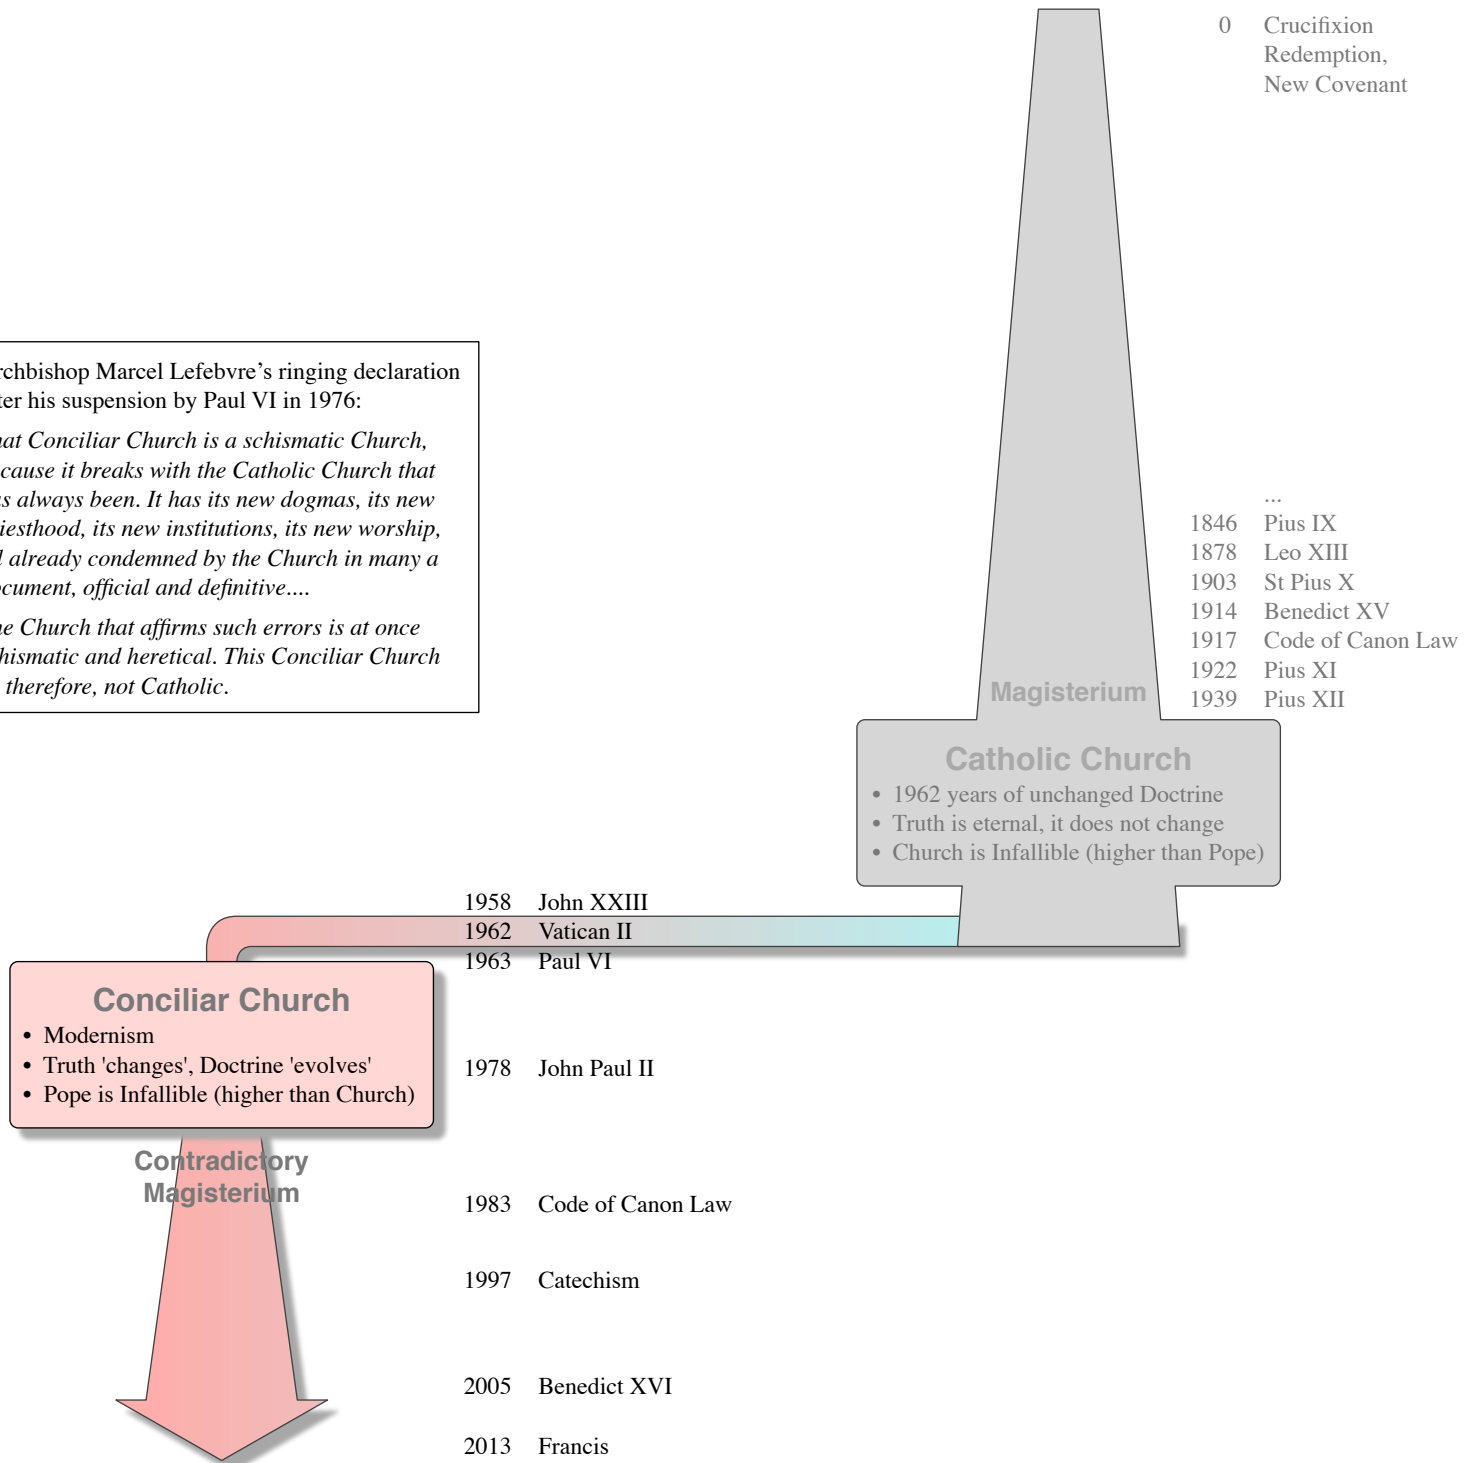 0 Crucifixion
Redemption,
New Covenant
rchbishop Marcel Lefebvre's ringing declaration
ter his suspension by Paul VI in 1976:
at Conciliar Church is a schismatic Church,
cause it breaks with the Catholic Church that
s always been. It has its new dogmas, its new
iesthood, its new institutions, its new worship,
l already condemned by the Church in many a
cument, official and definitive....
e Church that affirms such errors is at once
hismatic and heretical. This Conciliar Church
therefore, not Catholic.
...
1846 Pius IX
1878 Leo XIII
1903 St Pius X
1914 Benedict XV
1917 Code of Canon Law
1922 Pius XI
1939 Pius XII
Magisterium
Catholic Church
• 1962 years of unchanged Doctrine
• Truth is eternal, it does not change
• Church is Infallible (higher than Pope)
1958 John XXIII
1962 Vatican II
1963 Paul VI
Conciliar Church
• Modernism
• Truth 'changes', Doctrine 'evolves'
• Pope is Infallible (higher than Church)
Contradictory
Magisterium
1978 John Paul II
1983 Code of Canon Law
1997 Catechism
2005 Benedict XVI
2013 Francis